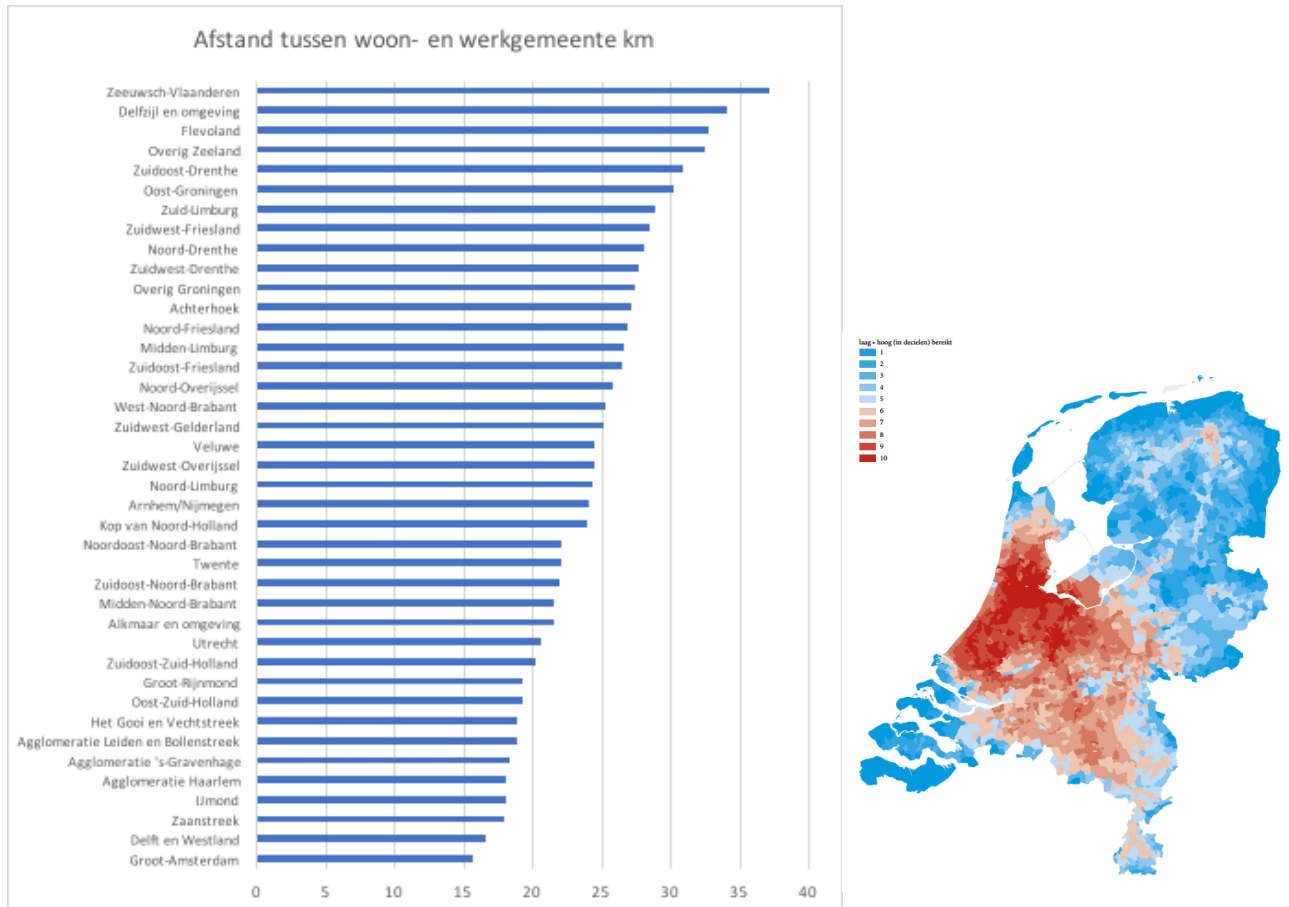 Afstand tussen woon- en werkgemeente km
Zeeuwsch-Vlaanderen
Delfzijl en omgeving
Flevoland
Overig Zeeland
Zuidoost-Drenthe
Oost-Groningen
Zuid-Limburg
Zuidwest-Friesland
Noord-Drenthe
Zuidwest-Drenthe
Overig Groningen
Achterhoek
Noord-Friesland
Midden-Limburg
Zuidoost-Friesland
Noord-Overijssel
West-Noord-Brabant
Zuidwest-Gelderland
Veluwe
Zuidwest-Overijssel
Noord-Limburg
Arnhem/Nijmegen
Kop van Noord-Holland
Noordoost-Noord-Brabant
Twente
Zuidoost-Noord-Brabant
Midden-Noord-Brabant
Alkmaar en omgeving
Utrecht
Zuidoost-Zuid-Holland
Groot-Rijnmond
Oost-Zuid-Holland
Het Gooi en Vechtstreek
Agglomeratie Leiden en Bollenstreek
Agglomeratie 's-Gravenhage
Agglomeratie Haarlem
IJmond
Zaanstreek
Delft en Westland
Groot-Amsterdam
0 5 10 15 20 25 30 35 40
laag • hoog (in decielen) bereikt
1
2
3
4
5
6
7
8
9
10